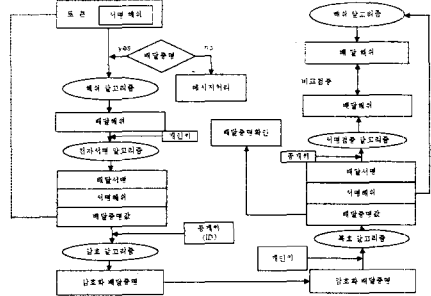 토큰
서명 해쉬
yes
배달증명
no
해쉬 알고리즘
메시지처리
배달해쉬
개인키
전자서명 알고리즘
배달서명
서명해쉬
배달증명값
공개키
(ID)
암호 알고리즘
암호화 배달증명
해쉬 알고리즘
배달 해쉬
비교검증
배달해쉬
배달증명확인
서명검증 알고리즘
공개키
배달서명
서명해쉬
배달증명값
복호 알고리즘
개인키
암호화 배달증명